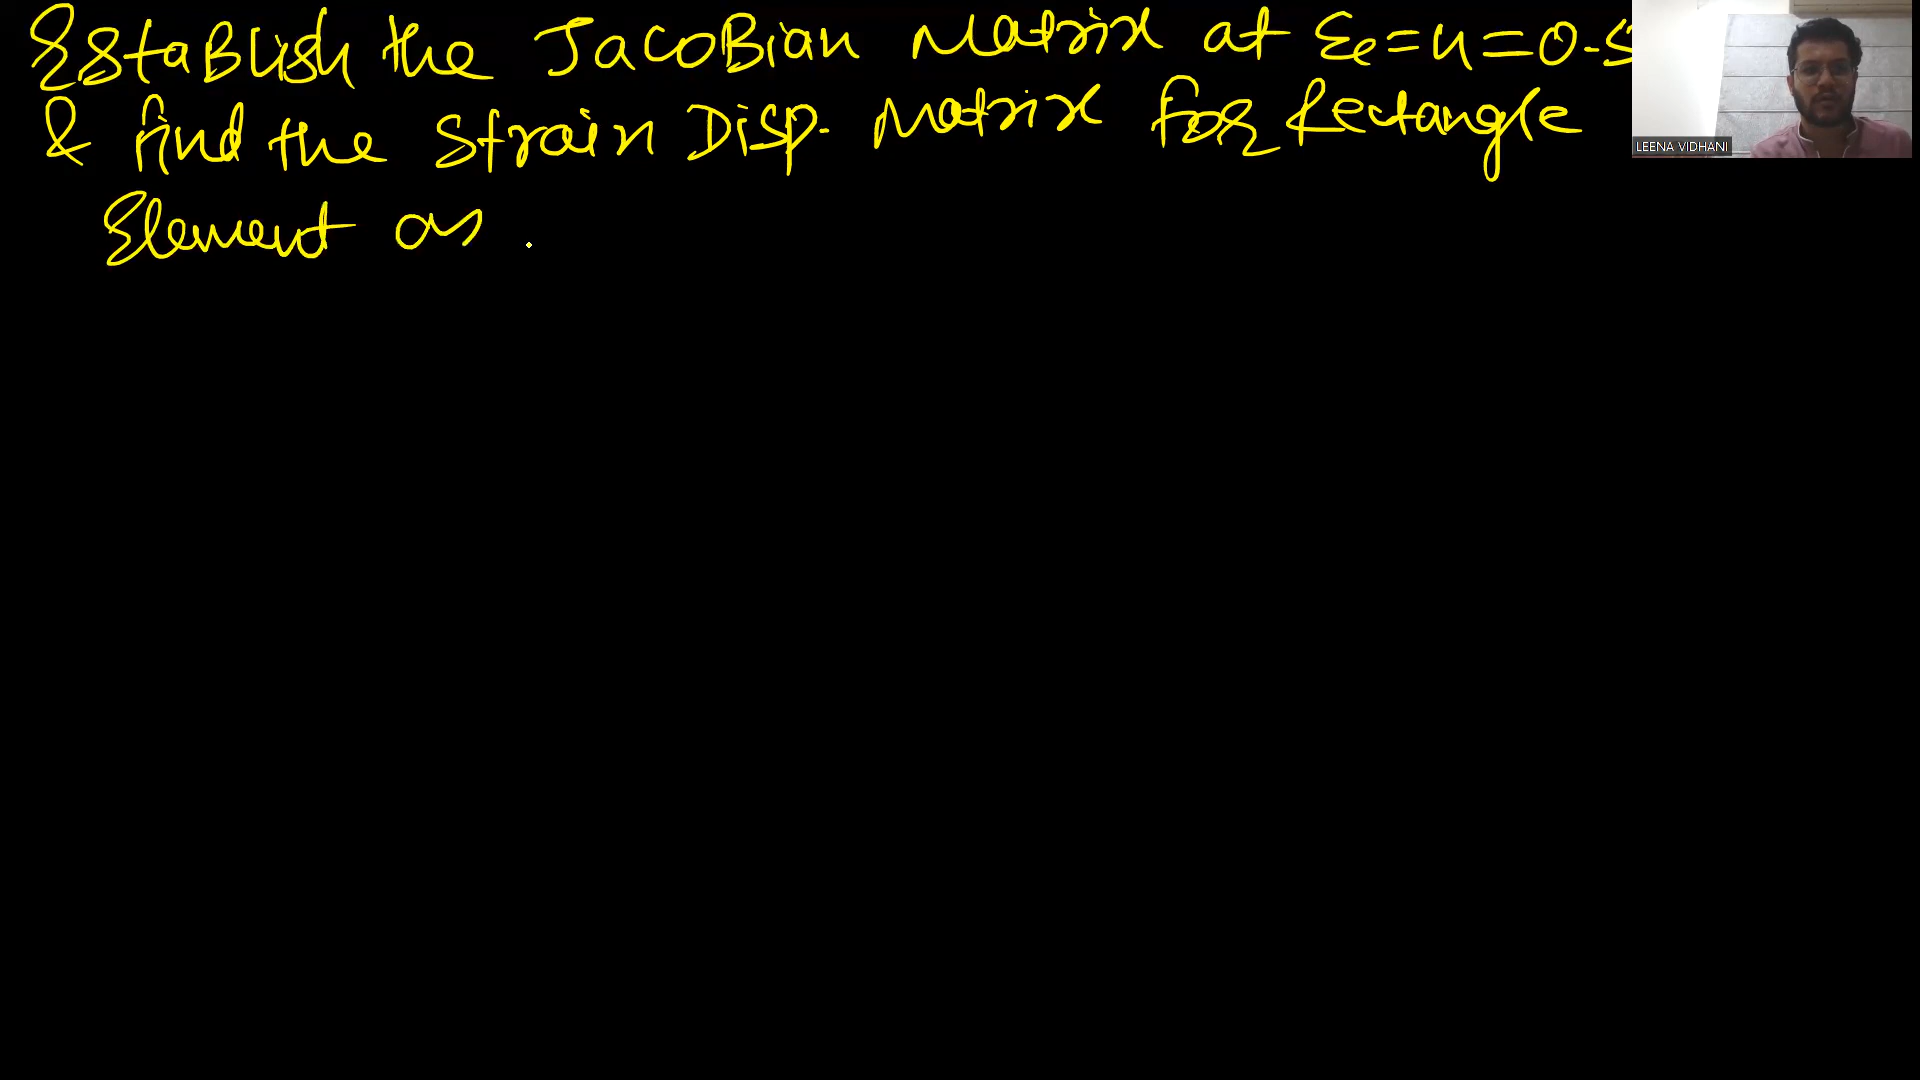 Establish the JacoBian Matrix at ξ=η=0.5
& find the Strain Disp. Matrix for Rectangle
Element as
LEENA VIDHANI